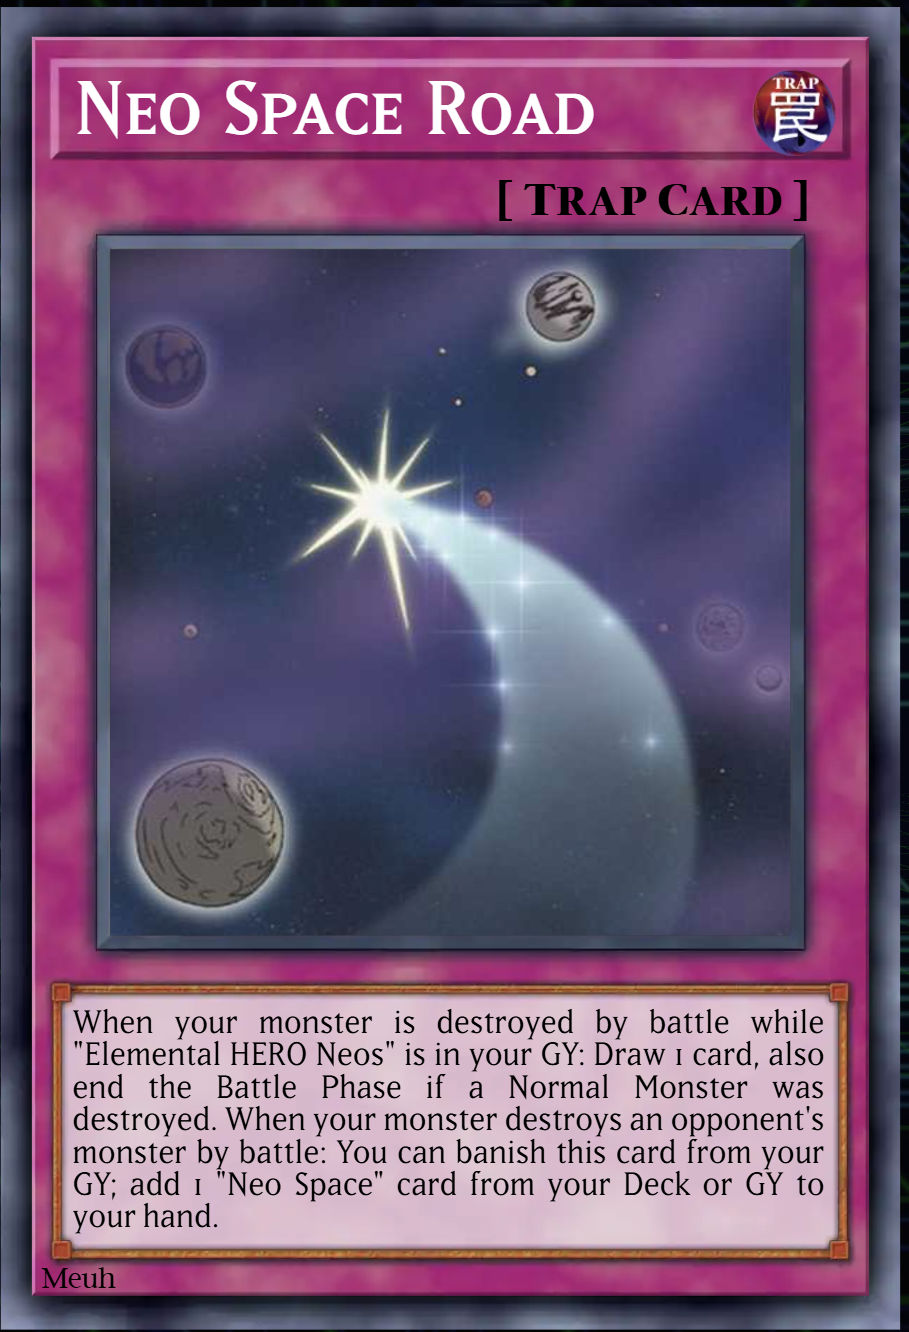 Neo Space Road
TRAP
罠
[ Trap Card ]
When your monster is destroyed by battle while
"Elemental HERO Neos" is in your GY: Draw 1 card, also
end the Battle Phase if a Normal Monster was
destroyed. When your monster destroys an opponent's
monster by battle: You can banish this card from your
GY; add 1 "Neo Space" card from your Deck or GY to
your hand.
Meuh